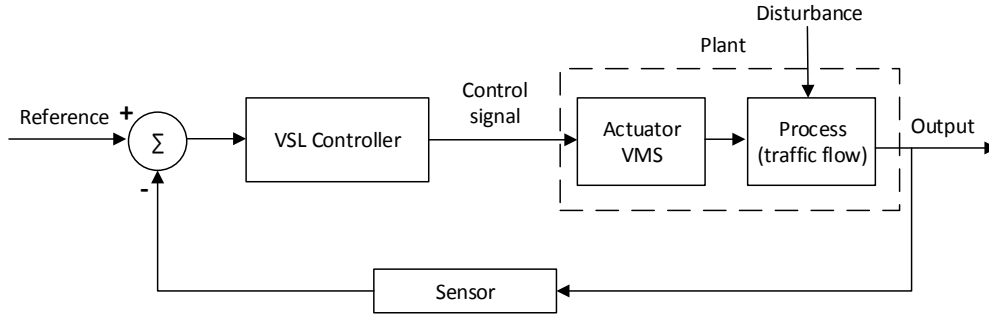 Disturbance
Plant
Control
signal
Reference
+
Σ
-
VSL Controller
Actuator
VMS
Process
(traffic flow)
Output
Sensor